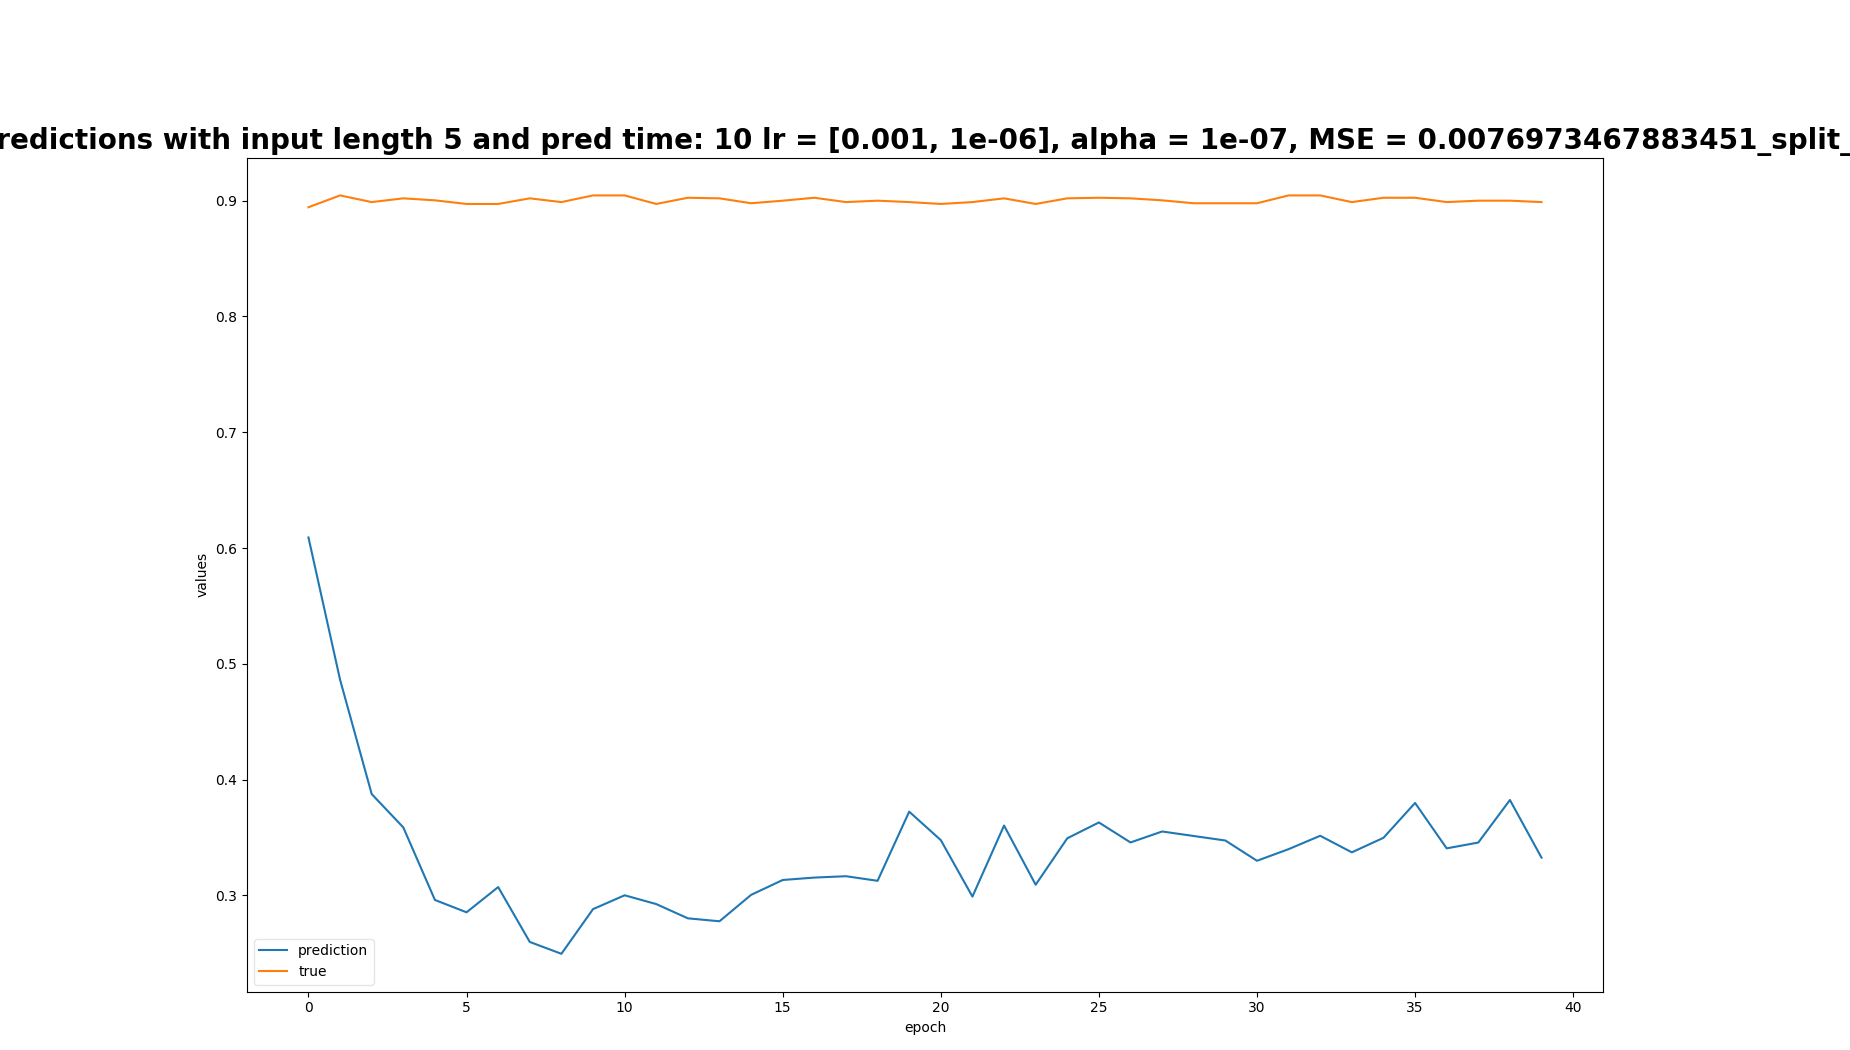 redictions with input length 5 and pred time: 10 lr = [0.001, 1e-06], alpha = 1e-07, MSE = 0.0076973467883451_split_
0.9
0.8
0.7
0.6
0.5
0.4
0.3
values
prediction
true
0 5 10 15 20 25 30 35 40
epoch